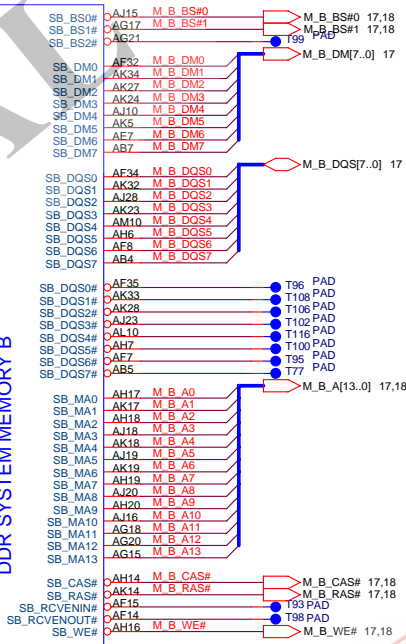 SB_BS0# AJ15 M_B_BS#0 M_B_BS#0 17,18
SB_BS1# AG17 M_B_BS#1 M_B_BS#1 17,18
SB_BS2# AG21 T99 PAD
M_B_DM[7..0] 17
SB_DM0 AF32 M_B_DM0
SB_DM1 AK34 M_B_DM1
SB_DM2 AK27 M_B_DM2
SB_DM3 AK24 M_B_DM3
SB_DM4 AJ10 M_B_DM4
SB_DM5 AK5 M_B_DM5
SB_DM6 AE7 M_B_DM6
SB_DM7 AB7 M_B_DM7
M_B_DQS[7..0] 17
SB_DQS0 AF34 M_B_DQS0
SB_DQS1 AK32 M_B_DQS1
SB_DQS2 AJ28 M_B_DQS2
SB_DQS3 AK23 M_B_DQS3
SB_DQS4 AM10 M_B_DQS4
SB_DQS5 AH6 M_B_DQS5
SB_DQS6 AF8 M_B_DQS6
SB_DQS7 AB4 M_B_DQS7
SB_DQS0# AF35 T96 PAD
SB_DQS1# AK33 T108 PAD
SB_DQS2# AK28 T106 PAD
SB_DQS3# AJ23 T102 PAD
SB_DQS4# AL10 T116 PAD
SB_DQS5# AH7 T100 PAD
SB_DQS6# AF7 T95 PAD
SB_DQS7# AB5 T77 PAD
M_B_A[13..0] 17,18
SB_MA0 AH17 M_B_A0
SB_MA1 AK17 M_B_A1
SB_MA2 AH18 M_B_A2
SB_MA3 AJ18 M_B_A3
SB_MA4 AK18 M_B_A4
SB_MA5 AJ19 M_B_A5
SB_MA6 AK19 M_B_A6
SB_MA7 AH19 M_B_A7
SB_MA8 AJ20 M_B_A8
SB_MA9 AH20 M_B_A9
SB_MA10 AJ16 M_B_A10
SB_MA11 AG18 M_B_A11
SB_MA12 AG20 M_B_A12
SB_MA13 AG15 M_B_A13
SB_CAS# AH14 M_B_CAS# M_B_CAS# 17,18
SB_RAS# AK14 M_B_RAS# M_B_RAS# 17,18
SB_RCVENIN# AF15 T93 PAD
SB_RCVENOUT# AF14 T98 PAD
SB_WE# AH16 M_B_WE# M_B_WE# 17,18
DDR SYSTEM MEMORY B